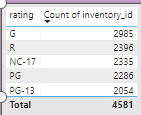 rating Count of inventory_id
G 2985
R 2396
NC-17 2335
PG 2286
PG-13 2054
Total 4581